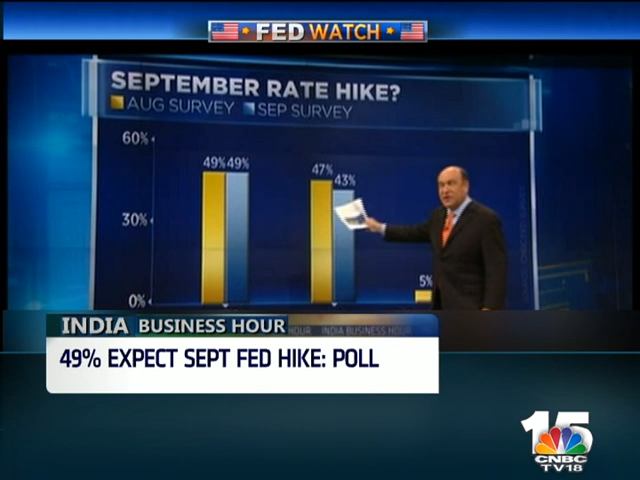 FED WATCH
SEPTEMBER RATE HIKE?
AUG SURVEY SEP SURVEY
60%
49% 49%
47%
43%
30%
5%
0%
HOUR INDIA BUSINESS HOUR
INDIA BUSINESS HOUR
49% EXPECT SEPT FED HIKE: POLL
15
CNBC
TV18